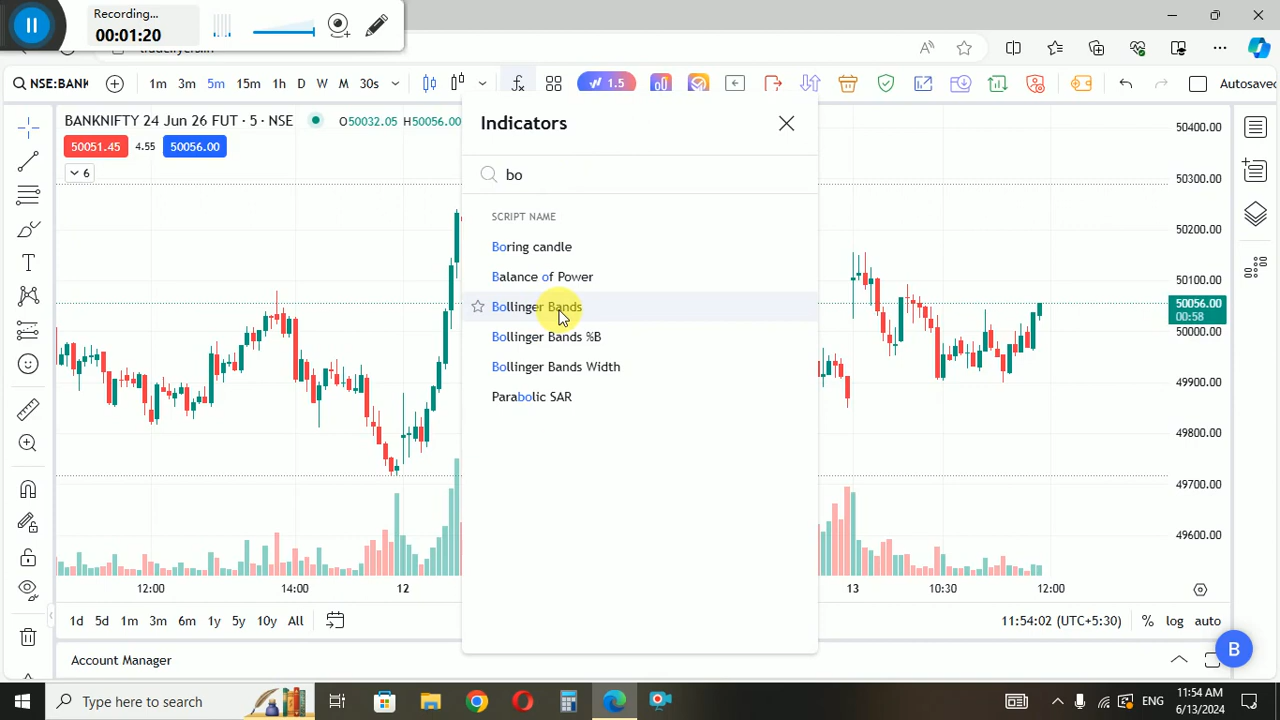 Recording...
00:01:20
NSE:BANK
1m 3m 5m 15m 1h D W M 30s
1.5
Autosaved
BANKNIFTY 24 Jun 26 FUT · 5 · NSE
O50032.05 H50056.00
50051.45 4.55 50056.00
6
Indicators
bo
SCRIPT NAME
Boring candle
Balance of Power
Bollinger Bands
Bollinger Bands %B
Bollinger Bands Width
Parabolic SAR
50400.00
50300.00
50200.00
50100.00
50056.00
00:58
50000.00
49900.00
49800.00
49700.00
49600.00
12:00 14:00 12 13 10:30 12:00
1d 5d 1m 3m 6m 1y 5y 10y All
11:54:02 (UTC+5:30) % log auto
Account Manager
B
Type here to search
ENG
11:54 AM
6/13/2024